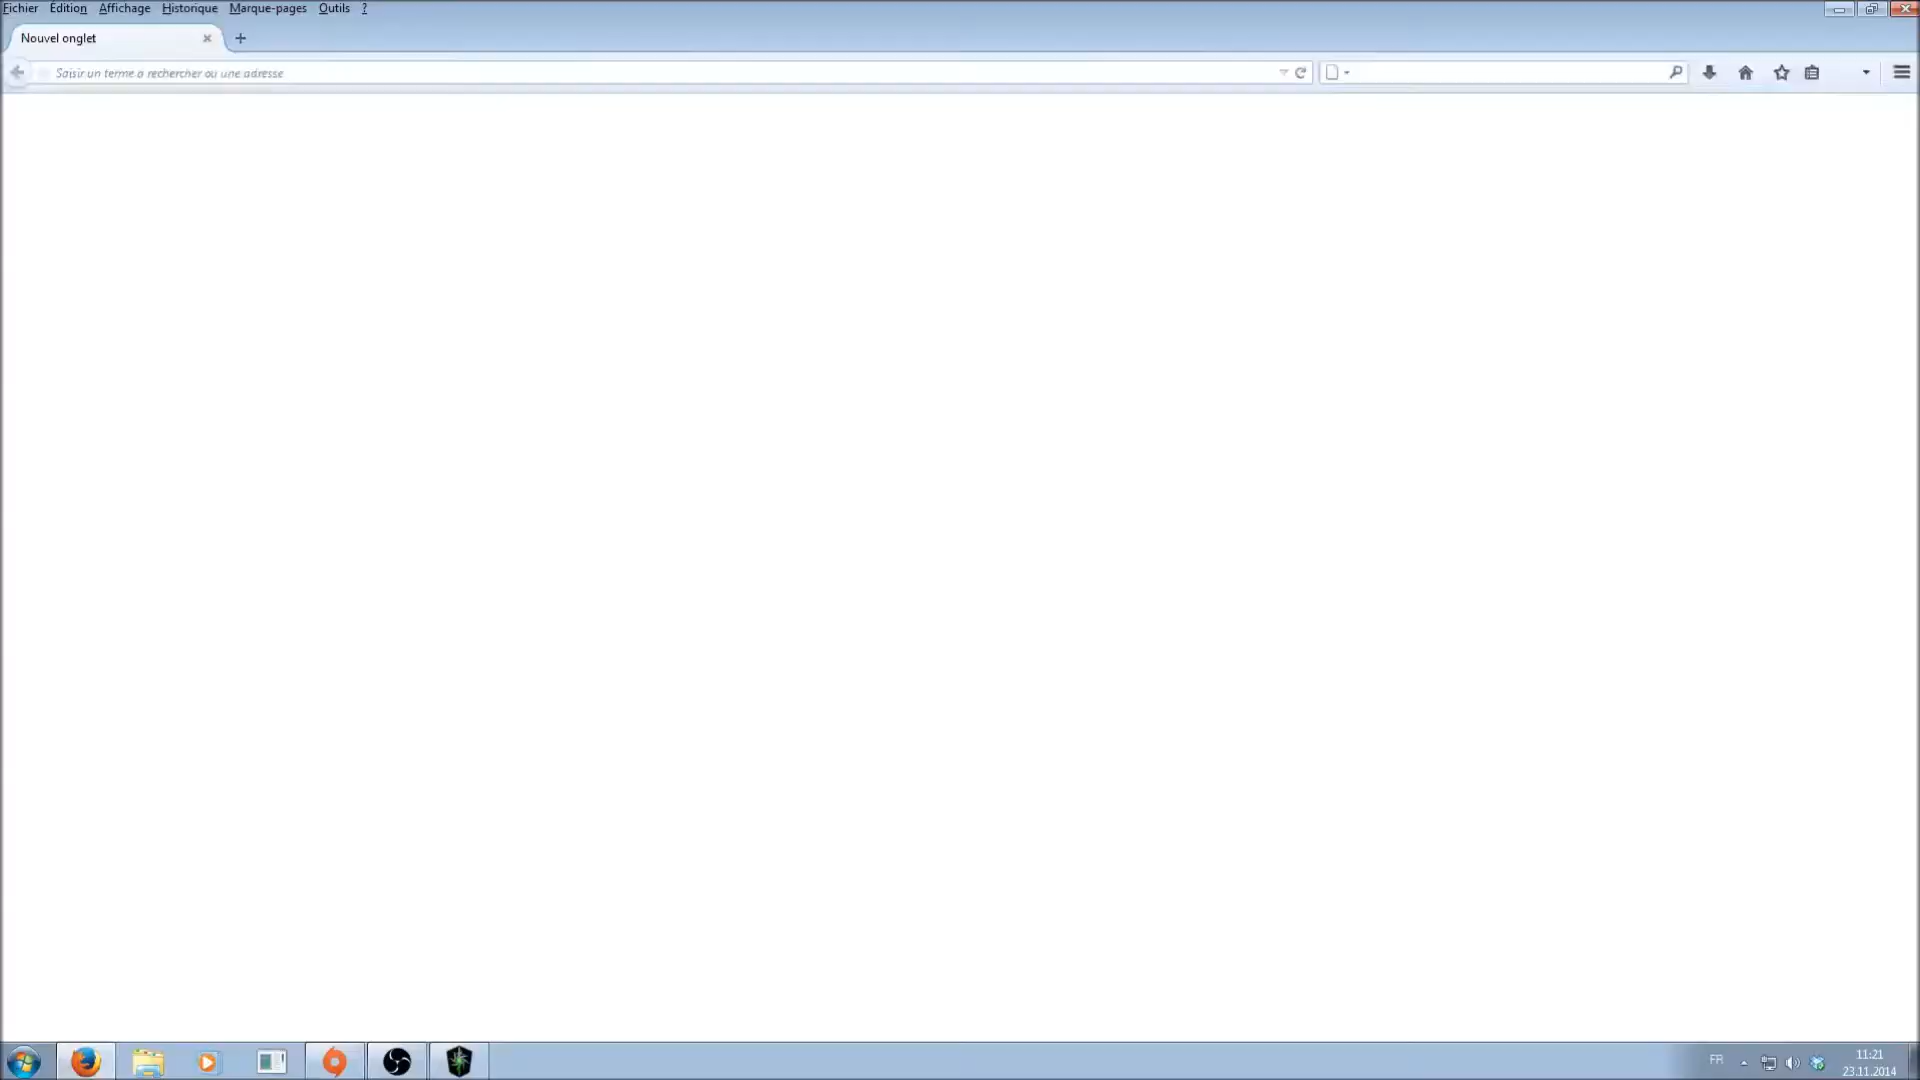 Fichier Édition Affichage Historique Marque-pages Outils ?
Nouvel onglet
Saisir un terme à rechercher ou une adresse
FR
11:21
23.11.2014